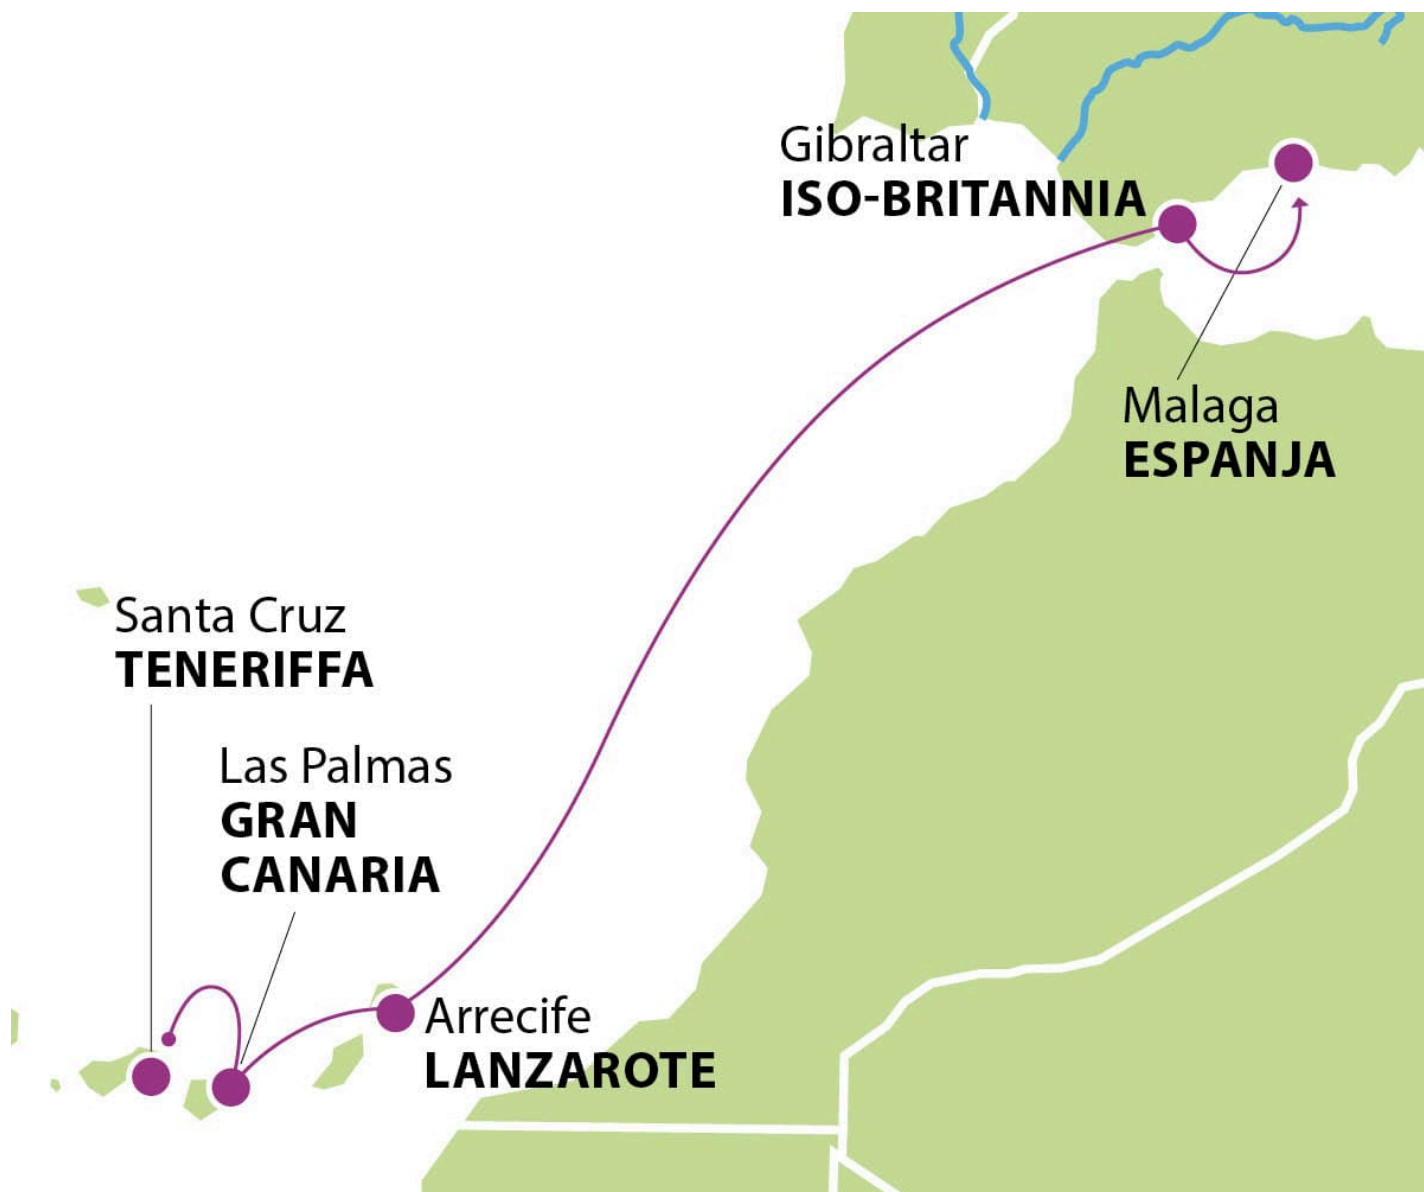 Gibraltar
ISO-BRITANNIA
Malaga
ESPANJA
Santa Cruz
TENERIFFA
Las Palmas
GRAN
CANARIA
Arrecife
LANZAROTE